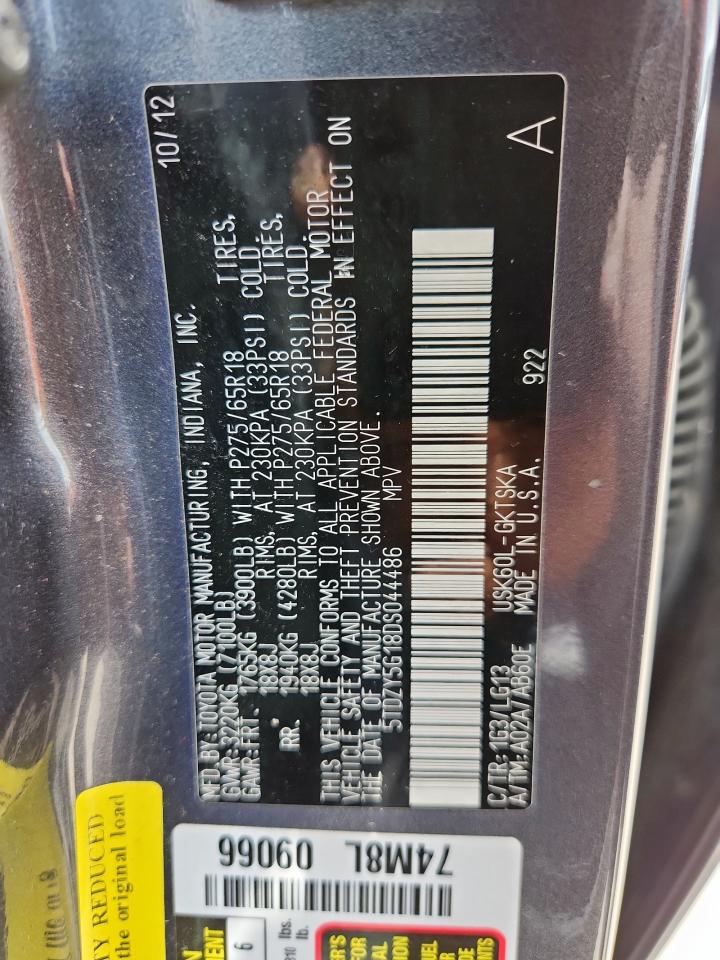 10/12
MFD.BY:TOYOTA MOTOR MANUFACTURING, INDIANA, INC.
GVWR:3220KG(7100LB)
GAWR:FRT. 1765KG (3900LB) WITH P275/65R18 TIRES,
18X8J RIMS, AT 230KPA (33PSI) COLD.
RR. 1940KG (4280LB) WITH P275/65R18 TIRES,
18X8J RIMS, AT 230KPA (33PSI) COLD.
THIS VEHICLE CONFORMS TO ALL APPLICABLE FEDERAL MOTOR
VEHICLE SAFETY AND THEFT PREVENTION STANDARDS IN EFFECT ON
THE DATE OF MANUFACTURE SHOWN ABOVE.
5TDZY5G18DS044486 MPV
C/TR:1G3/LG13 USK60L-GKTSKA 922
A/TM:A02A/AB60E MADE IN U.S.A.
A
74M8L 09066
TY REDUCED
the original load
6
lbs.
lb.